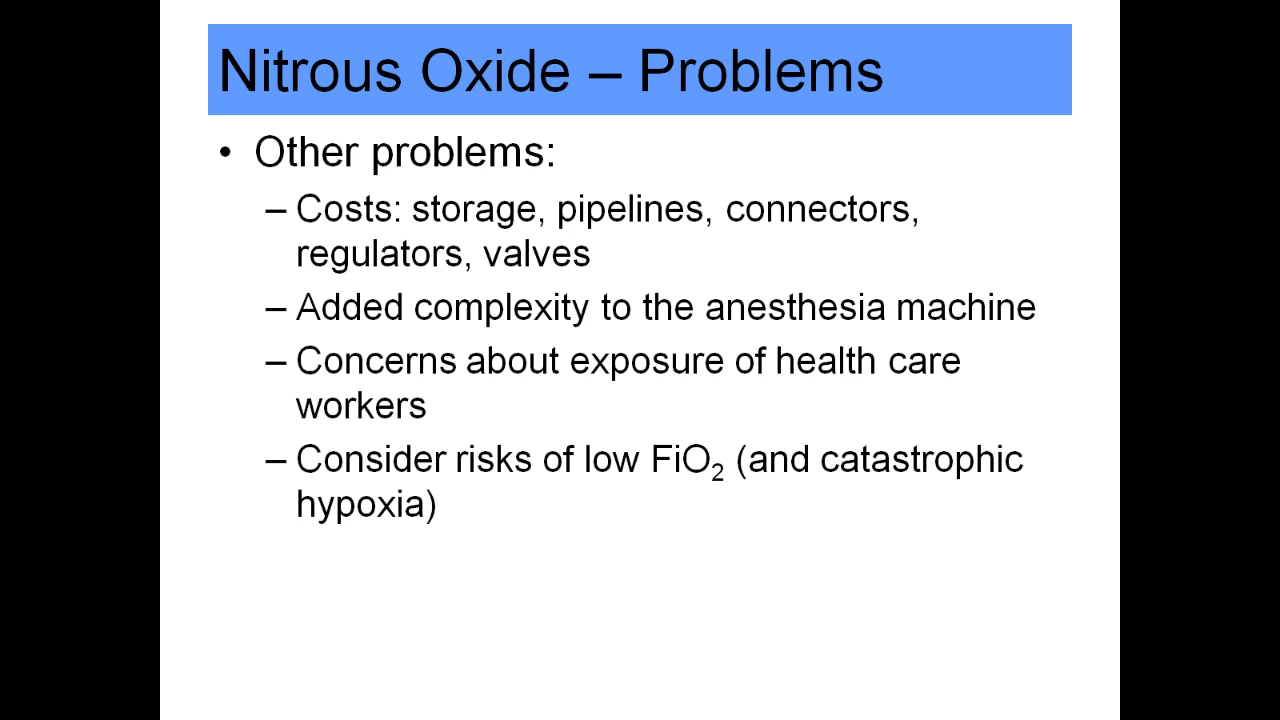 Nitrous Oxide – Problems
• Other problems:
– Costs: storage, pipelines, connectors,
regulators, valves
– Added complexity to the anesthesia machine
– Concerns about exposure of health care
workers
– Consider risks of low FiO₂ (and catastrophic
hypoxia)